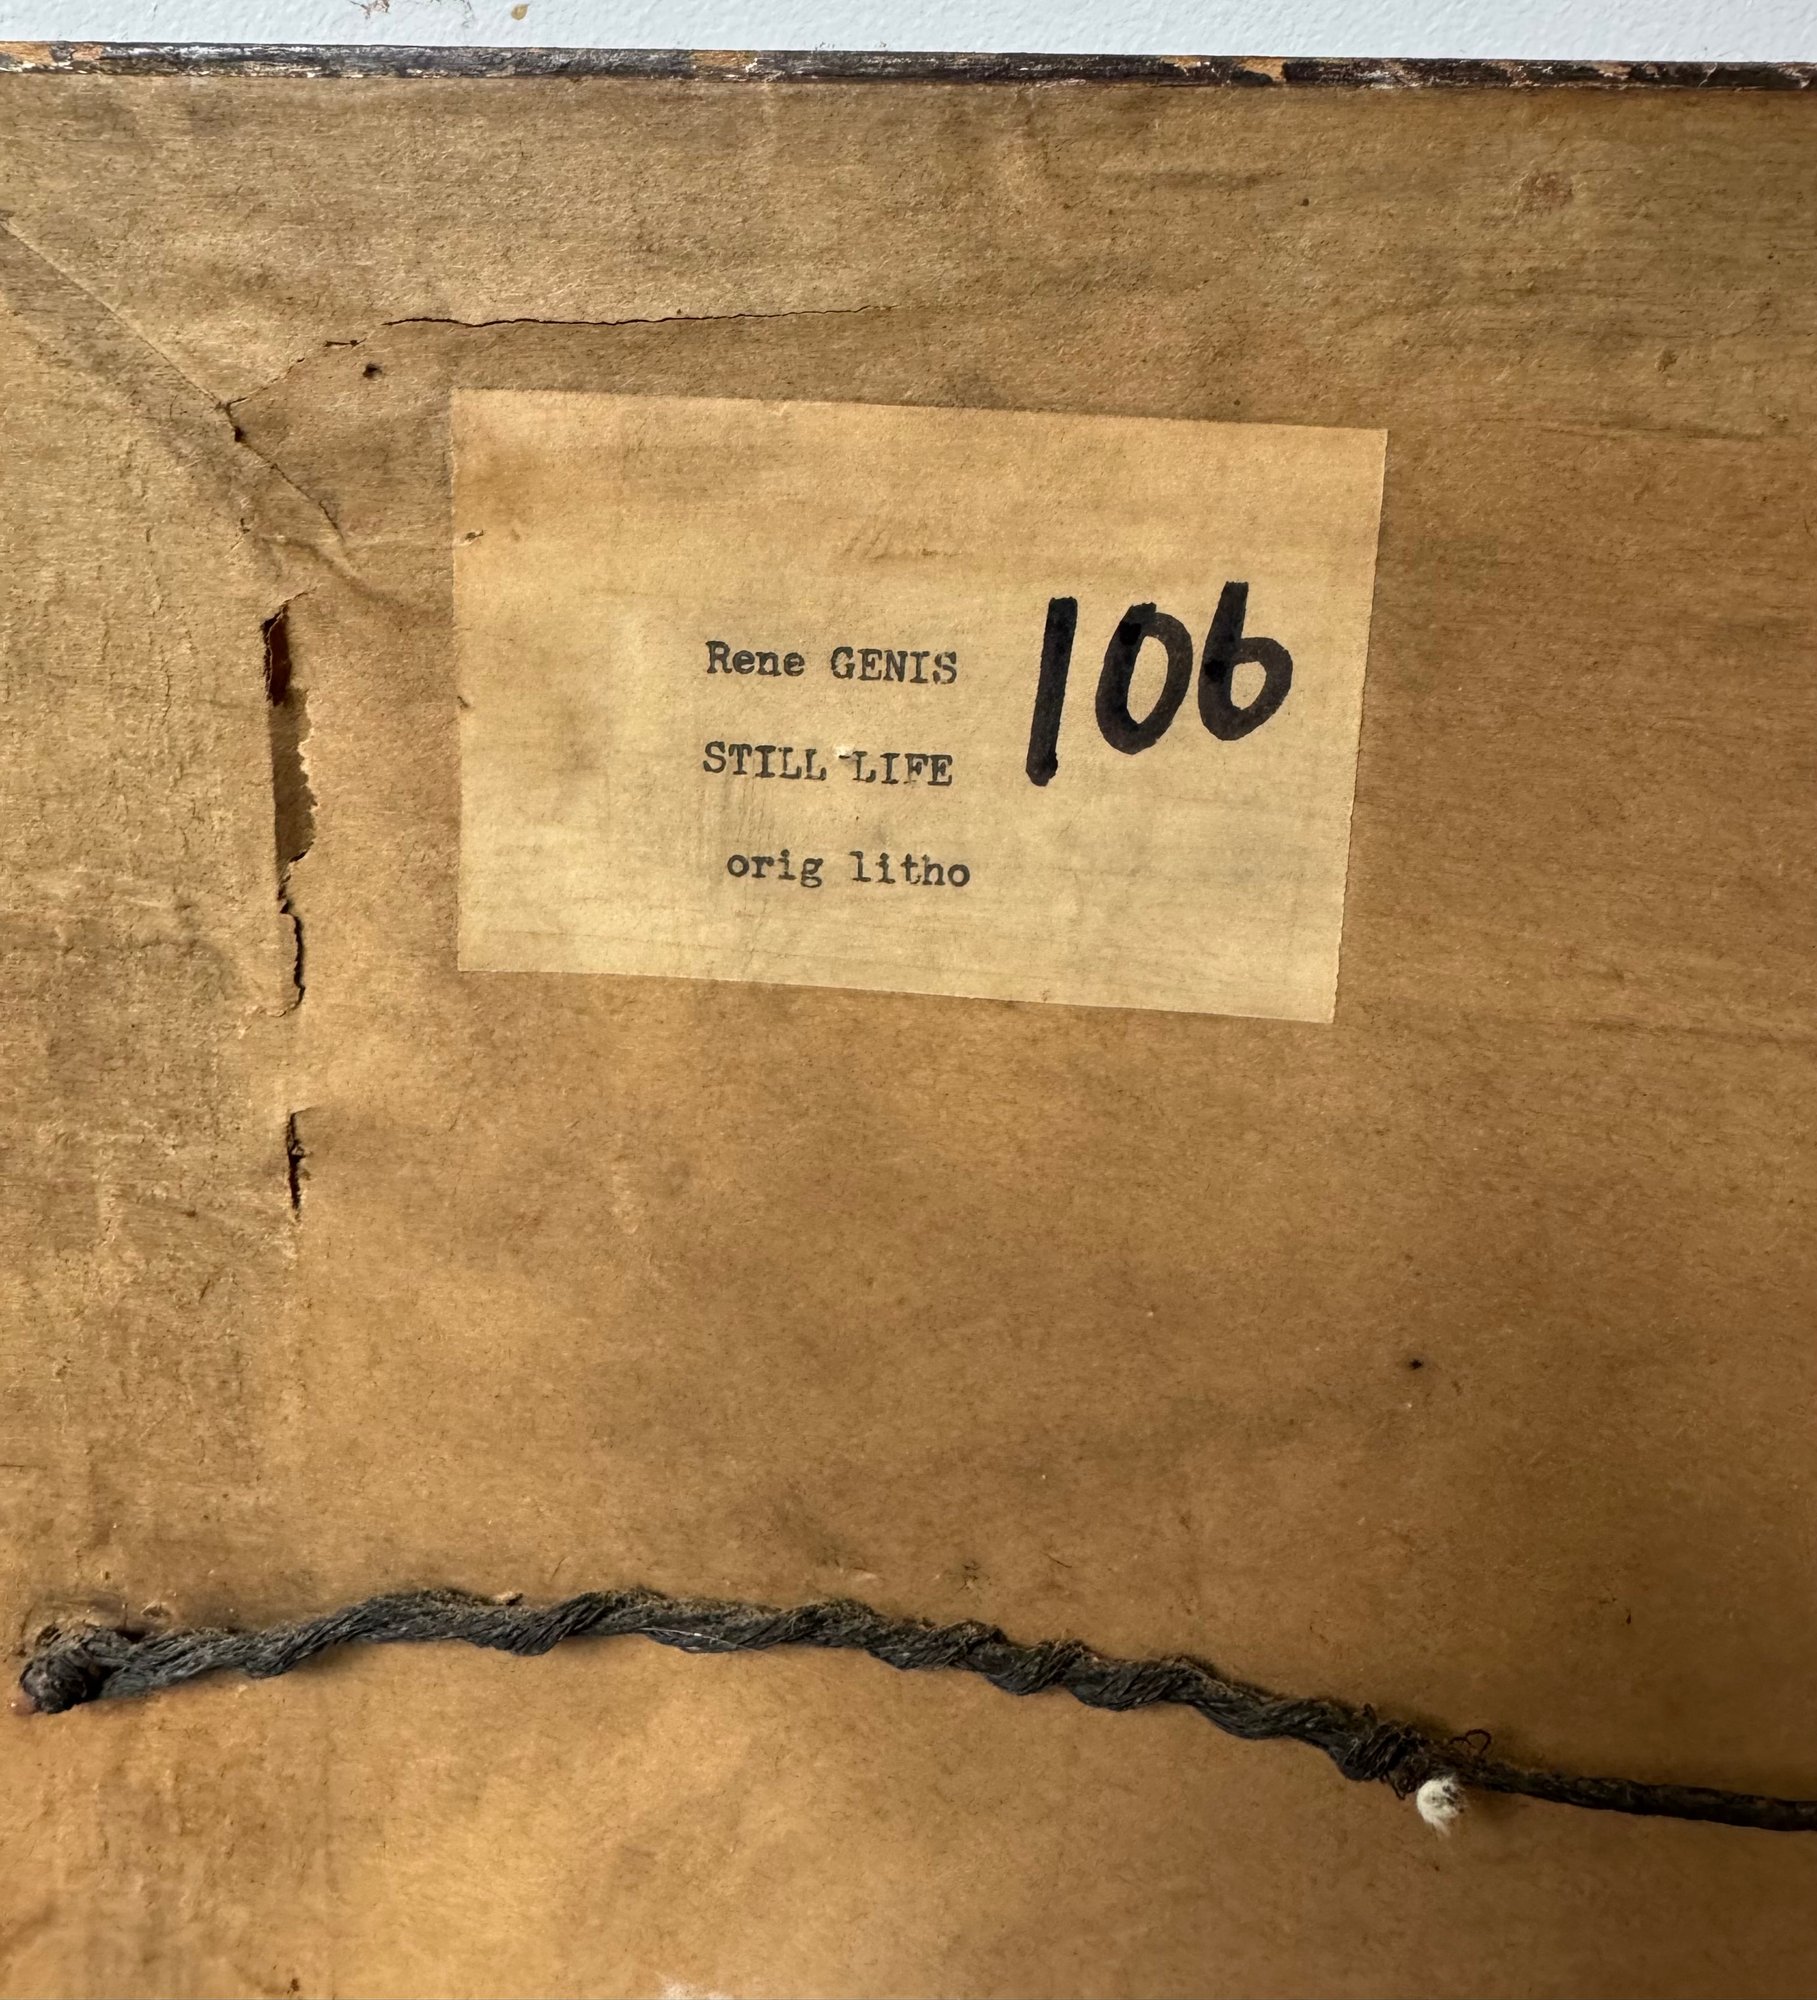 Rene GENIS 106
STILL LIFE
orig litho